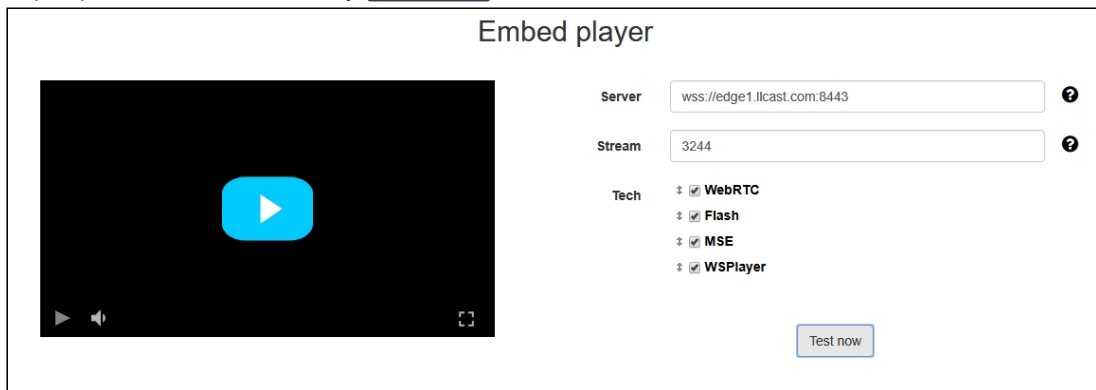 Embed player
Server
wss://edge1.llcast.com:8443
Stream
3244
Tech
WebRTC
Flash
MSE
WSPlayer
Test now